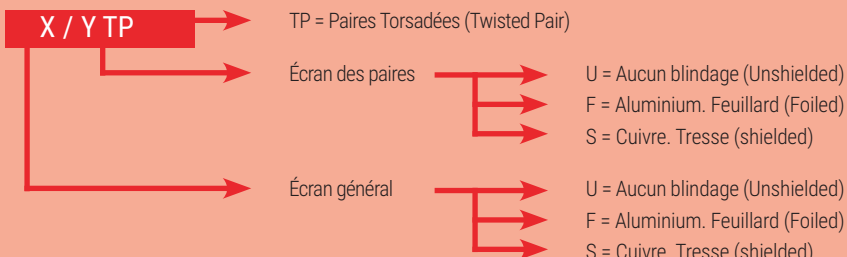 X / Y TP
TP = Paires Torsadées (Twisted Pair)
Écran des paires
U = Aucun blindage (Unshielded)
F = Aluminium. Feuillard (Foiled)
S = Cuivre. Tresse (shielded)
Écran général
U = Aucun blindage (Unshielded)
F = Aluminium. Feuillard (Foiled)
S = Cuivre. Tresse (shielded)